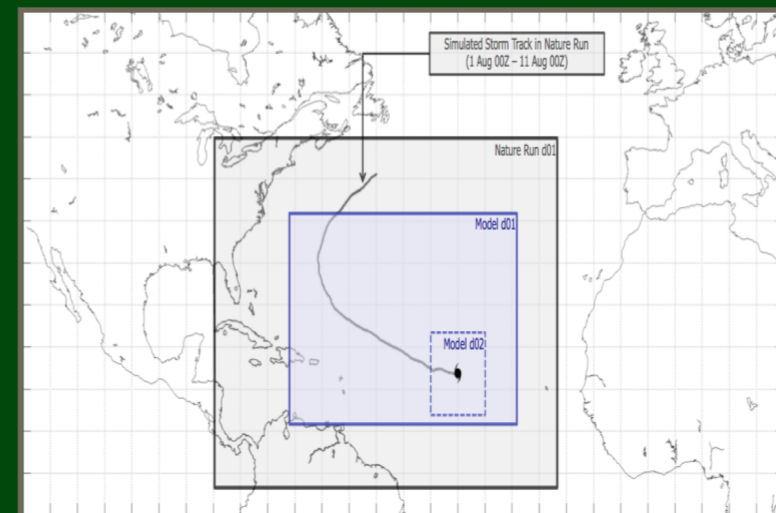 Simulated Storm Track in Nature Run
(1 Aug 00Z – 11 Aug 00Z)
Nature Run d01
Model d01
Model d02